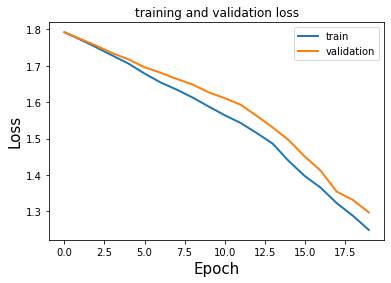 training and validation loss
train
validation
Loss
1.8
1.7
1.6
1.5
1.4
1.3
0.0 2.5 5.0 7.5 10.0 12.5 15.0 17.5
Epoch